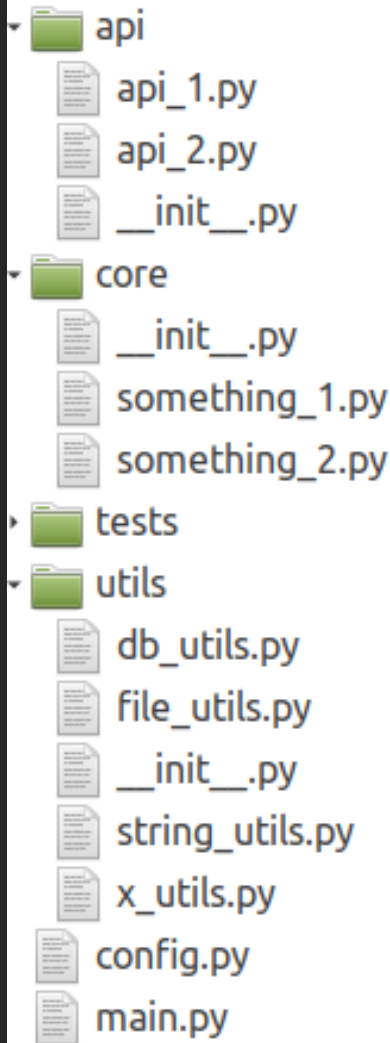 api
api_1.py
api_2.py
__init__.py
core
__init__.py
something_1.py
something_2.py
tests
utils
db_utils.py
file_utils.py
__init__.py
string_utils.py
x_utils.py
config.py
main.py